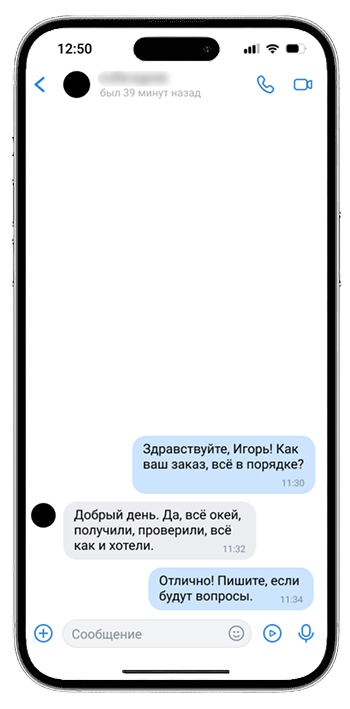 12:50
был 39 минут назад
Здравствуйте, Игорь! Как
ваш заказ, всё в порядке?
11:30
Добрый день. Да, всё окей,
получили, проверили, всё
как и хотели.
11:32
Отлично! Пишите, если
будут вопросы.
11:34
Сообщение